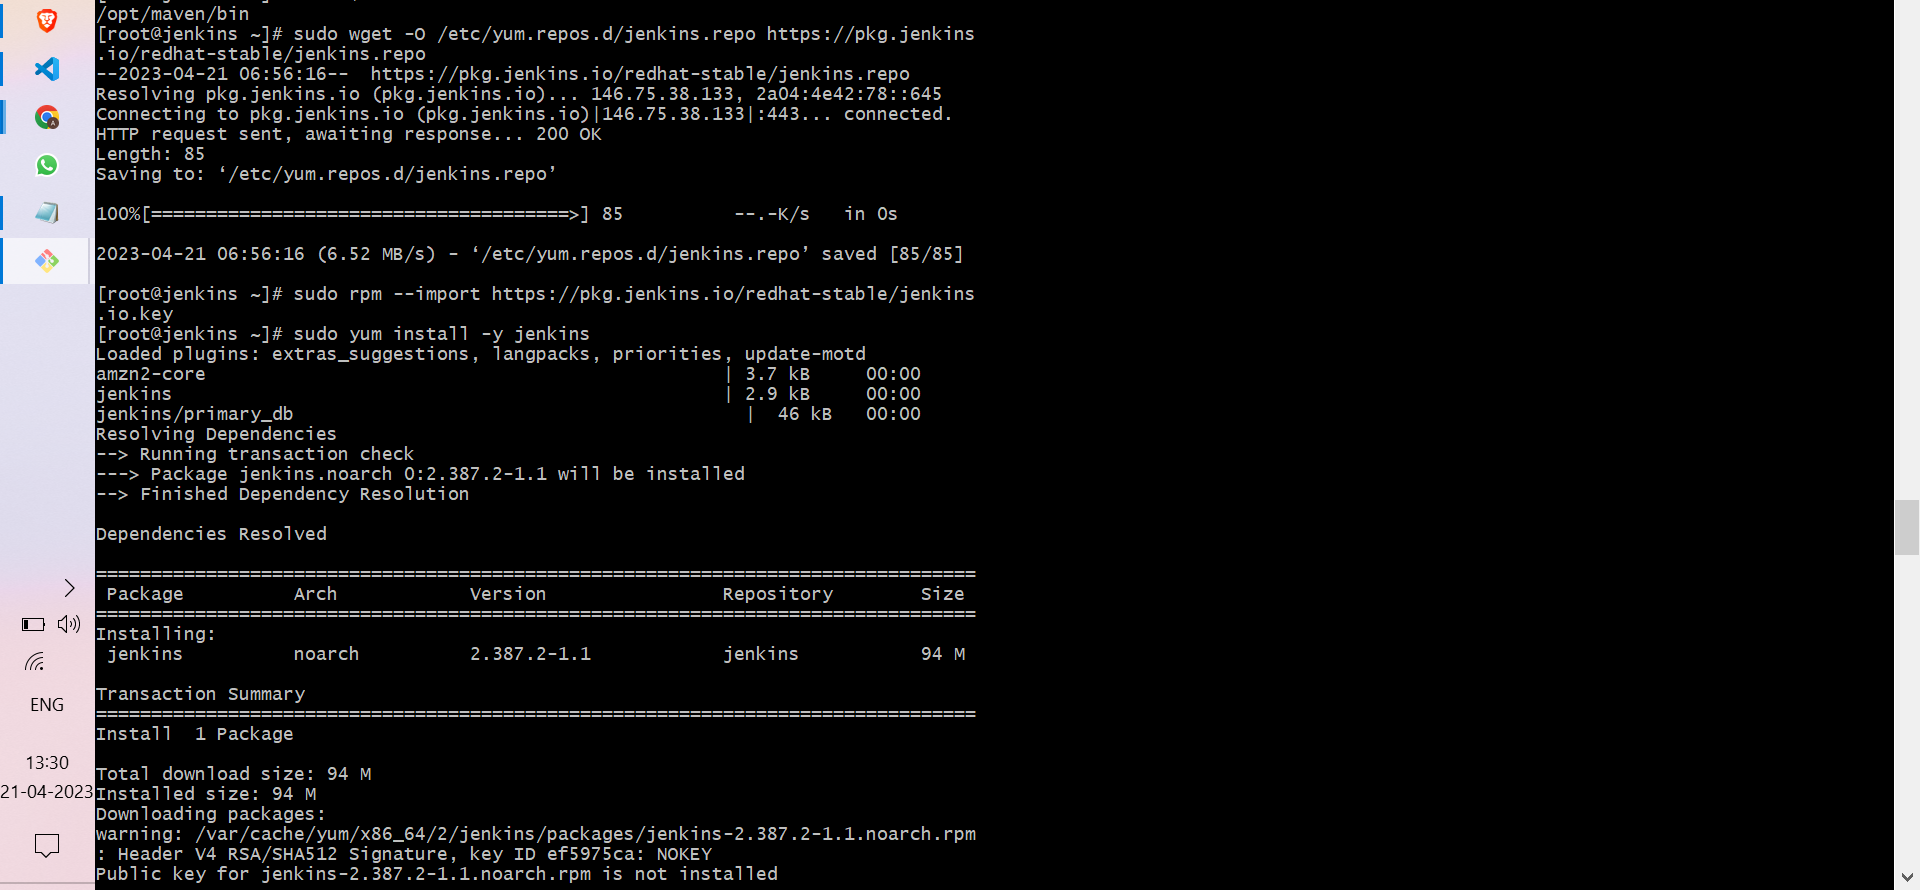 /opt/maven/bin
[root@jenkins ~]# sudo wget -O /etc/yum.repos.d/jenkins.repo https://pkg.jenkins
.io/redhat-stable/jenkins.repo
--2023-04-21 06:56:16--  https://pkg.jenkins.io/redhat-stable/jenkins.repo
Resolving pkg.jenkins.io (pkg.jenkins.io)... 146.75.38.133, 2a04:4e42:78::645
Connecting to pkg.jenkins.io (pkg.jenkins.io)|146.75.38.133|:443... connected.
HTTP request sent, awaiting response... 200 OK
Length: 85
Saving to: ‘/etc/yum.repos.d/jenkins.repo’
100%[======================================>] 85          --.-K/s   in 0s
2023-04-21 06:56:16 (6.52 MB/s) - ‘/etc/yum.repos.d/jenkins.repo’ saved [85/85]
[root@jenkins ~]# sudo rpm --import https://pkg.jenkins.io/redhat-stable/jenkins
.io.key
[root@jenkins ~]# sudo yum install -y jenkins
Loaded plugins: extras_suggestions, langpacks, priorities, update-motd
amzn2-core                                               | 3.7 kB     00:00
jenkins                                                  | 2.9 kB     00:00
jenkins/primary_db                                         |  46 kB   00:00
Resolving Dependencies
--> Running transaction check
---> Package jenkins.noarch 0:2.387.2-1.1 will be installed
--> Finished Dependency Resolution
Dependencies Resolved
================================================================================
 Package          Arch            Version                Repository        Size
================================================================================
Installing:
 jenkins          noarch          2.387.2-1.1            jenkins           94 M
Transaction Summary
================================================================================
Install  1 Package
Total download size: 94 M
Installed size: 94 M
Downloading packages:
warning: /var/cache/yum/x86_64/2/jenkins/packages/jenkins-2.387.2-1.1.noarch.rpm
: Header V4 RSA/SHA512 Signature, key ID ef5975ca: NOKEY
Public key for jenkins-2.387.2-1.1.noarch.rpm is not installed
ENG
13:30
21-04-2023